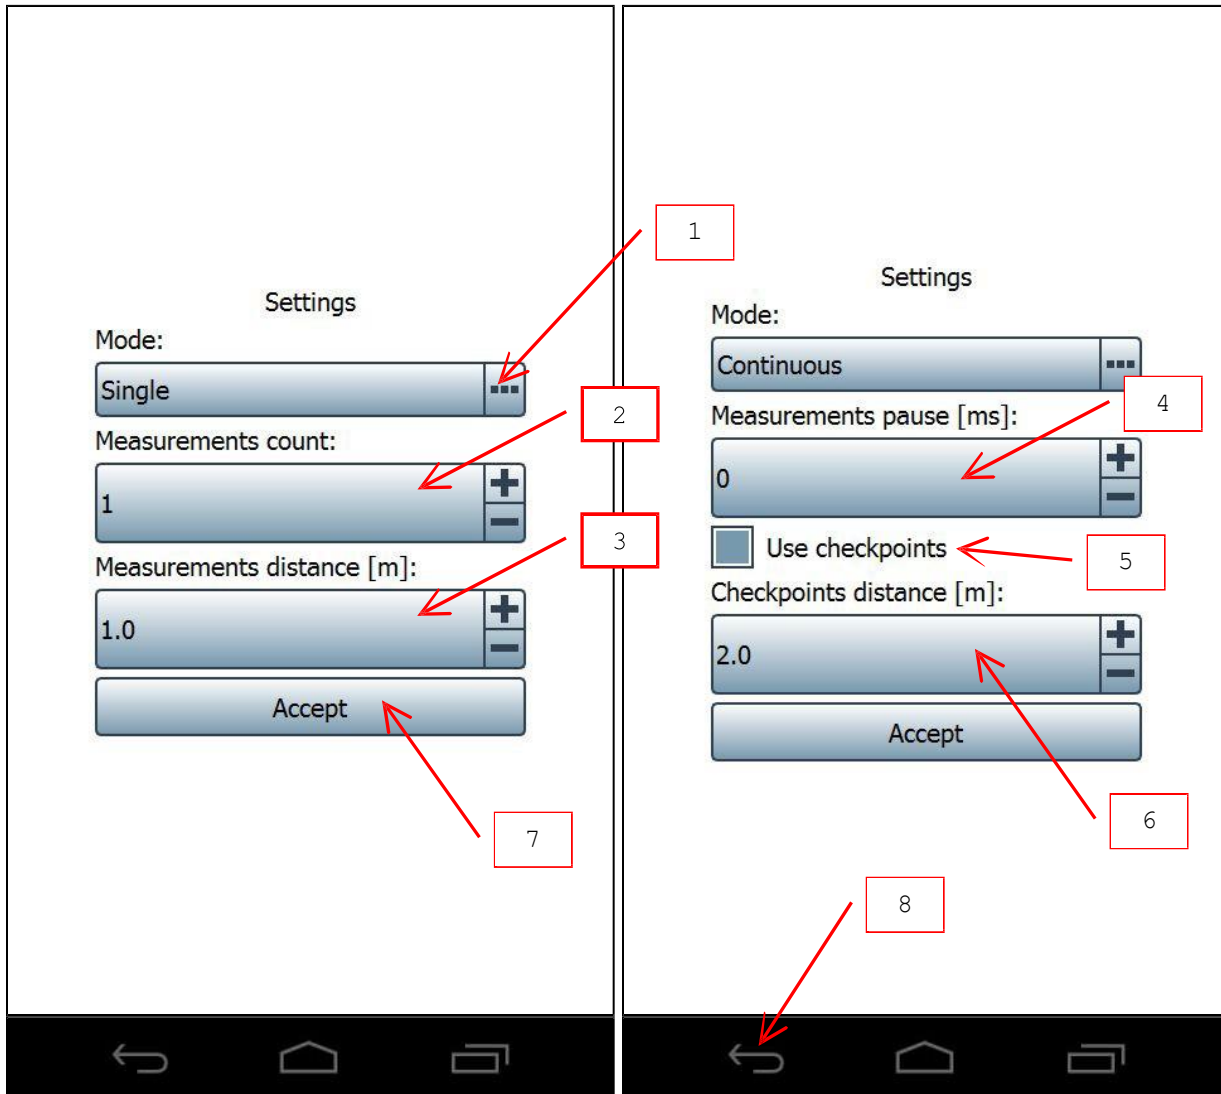 Settings
Mode:
Single
Measurements count:
1
Measurements distance [m]:
1.0
Accept
1
2
3
7
Settings
Mode:
Continuous
Measurements pause [ms]:
0
Use checkpoints
Checkpoints distance [m]:
2.0
Accept
4
5
6
8